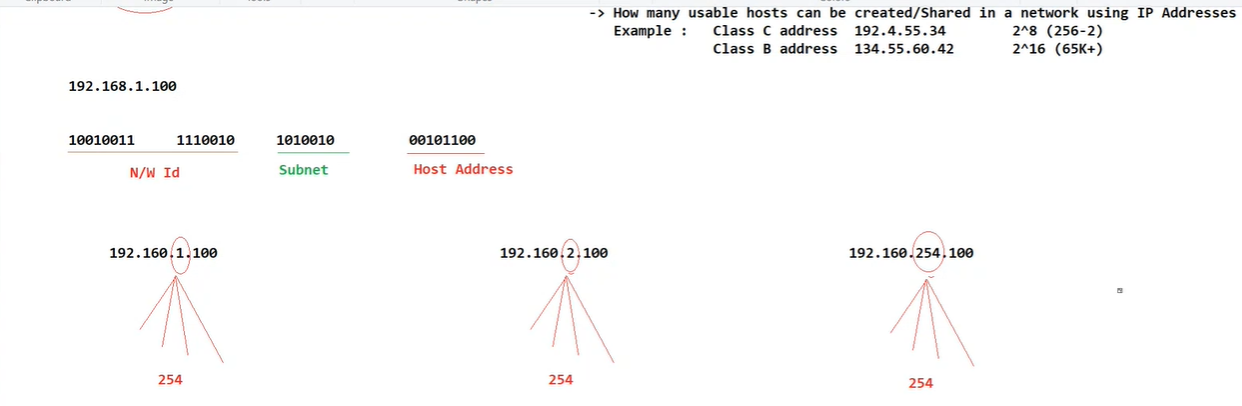 -> How many usable hosts can be created/Shared in a network using IP Addresses
Example : Class C address 192.4.55.34 2^8 (256-2)
Class B address 134.55.60.42 2^16 (65K+)
192.168.1.100
10010011 1110010 1010010 00101100
N/W Id Subnet Host Address
192.160.1.100 192.160.2.100 192.160.254.100
254 254 254